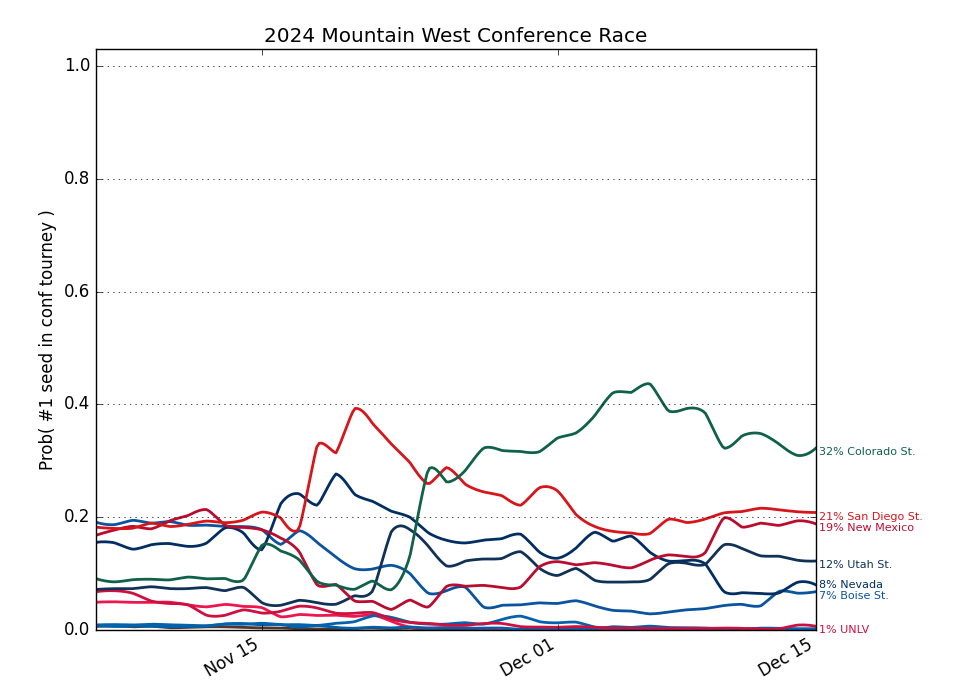 2024 Mountain West Conference Race
Prob( #1 seed in conf tourney )
1.0
0.8
0.6
0.4
0.2
0.0
Nov 15
Dec 01
Dec 15
32% Colorado St.
21% San Diego St.
19% New Mexico
12% Utah St.
8% Nevada
7% Boise St.
1% UNLV